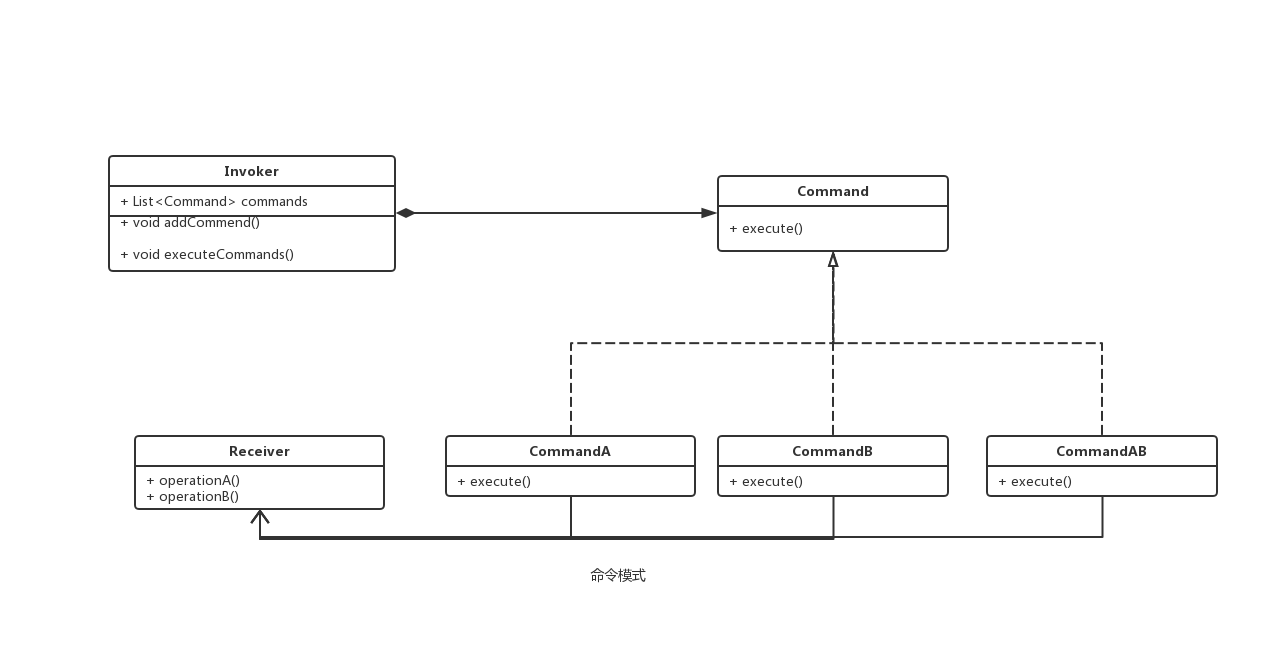 Invoker
+ List<Command> commands
+ void addCommend()
+ void executeCommands()
Command
+ execute()
Receiver
+ operationA()
+ operationB()
CommandA
+ execute()
CommandB
+ execute()
CommandAB
+ execute()
命令模式